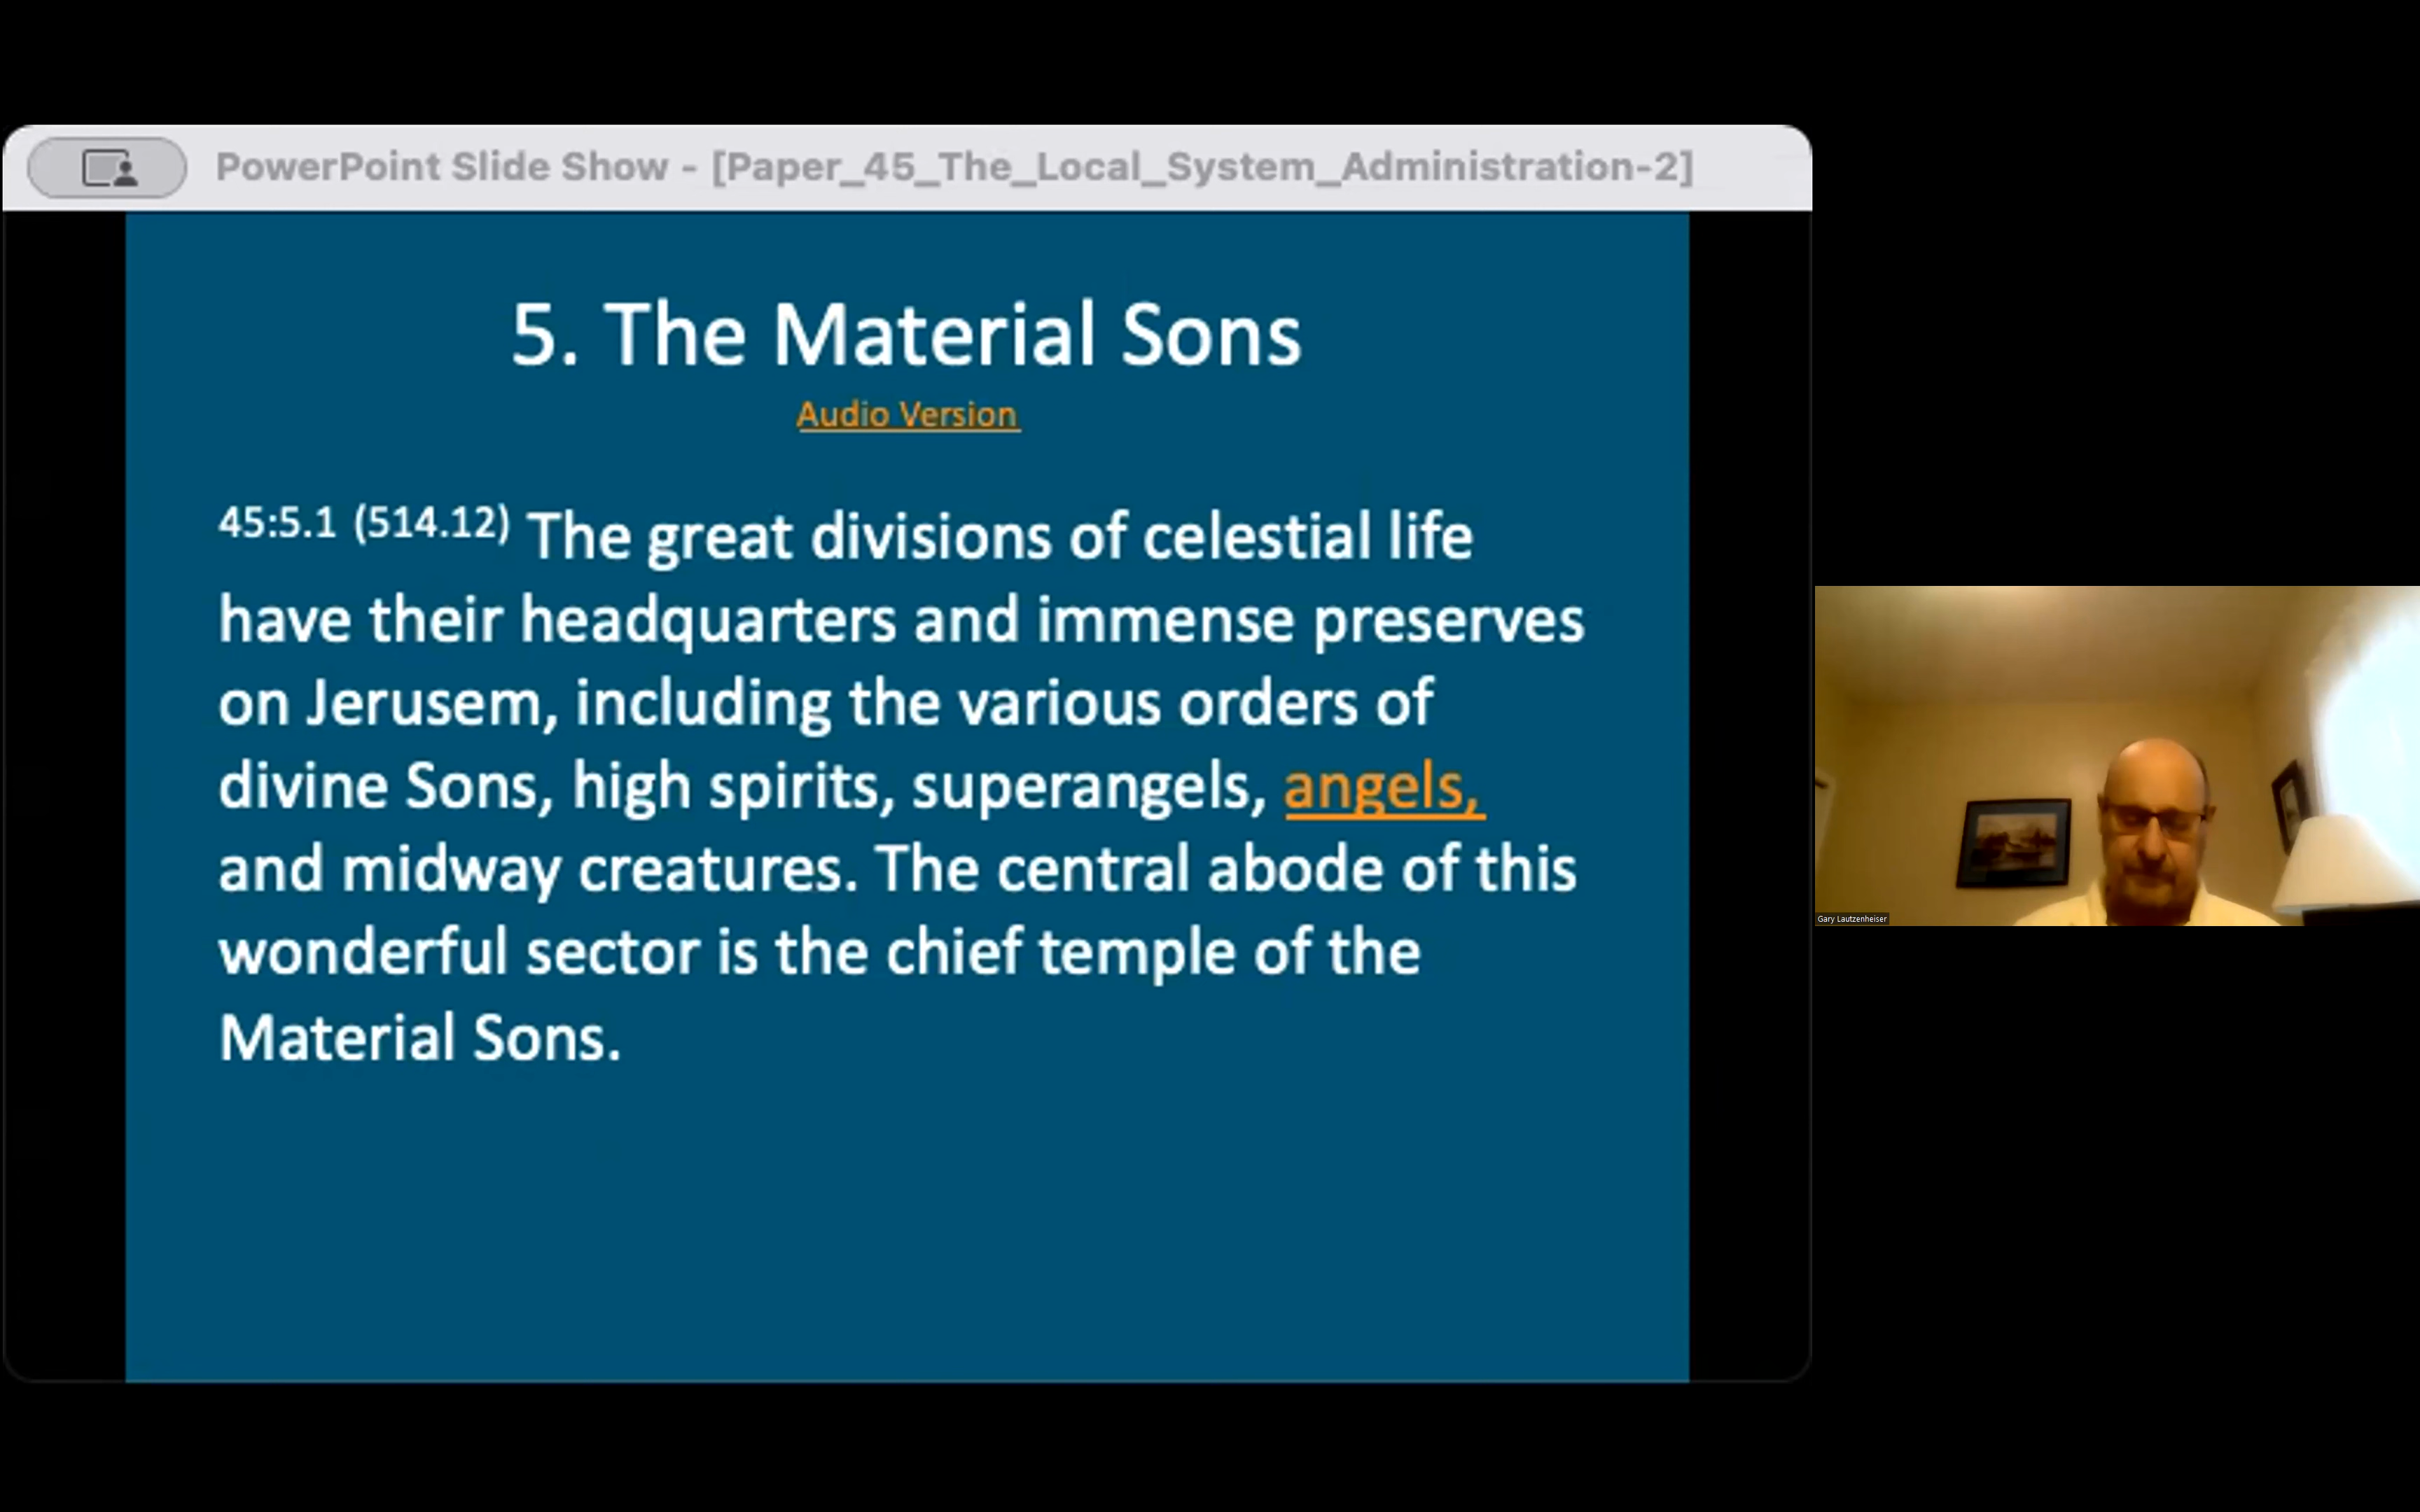 PowerPoint Slide Show - [Paper_45_The_Local_System_Administration-2]
5. The Material Sons
Audio Version
45:5.1 (514.12) The great divisions of celestial life
have their headquarters and immense preserves
on Jerusem, including the various orders of
divine Sons, high spirits, superangels, angels,
and midway creatures. The central abode of this
wonderful sector is the chief temple of the
Material Sons.
Gary Lautzenheiser